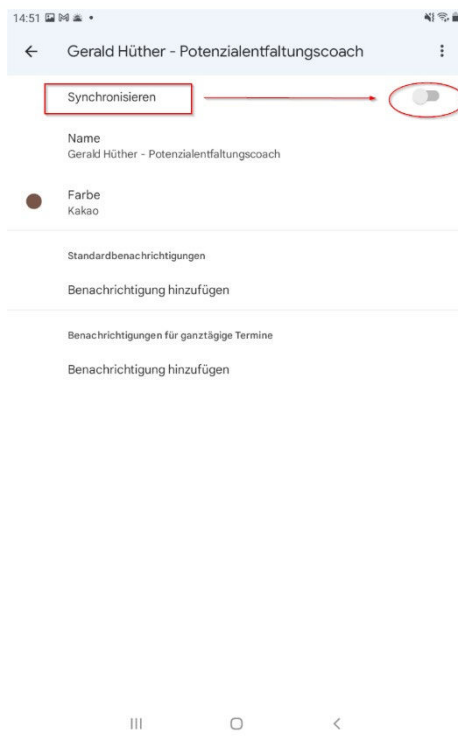 14:51
Gerald Hüther - Potenzialentfaltungscoach
Synchronisieren
Name
Gerald Hüther - Potenzialentfaltungscoach
Farbe
Kakao
Standardbenachrichtigungen
Benachrichtigung hinzufügen
Benachrichtigungen für ganztägige Termine
Benachrichtigung hinzufügen